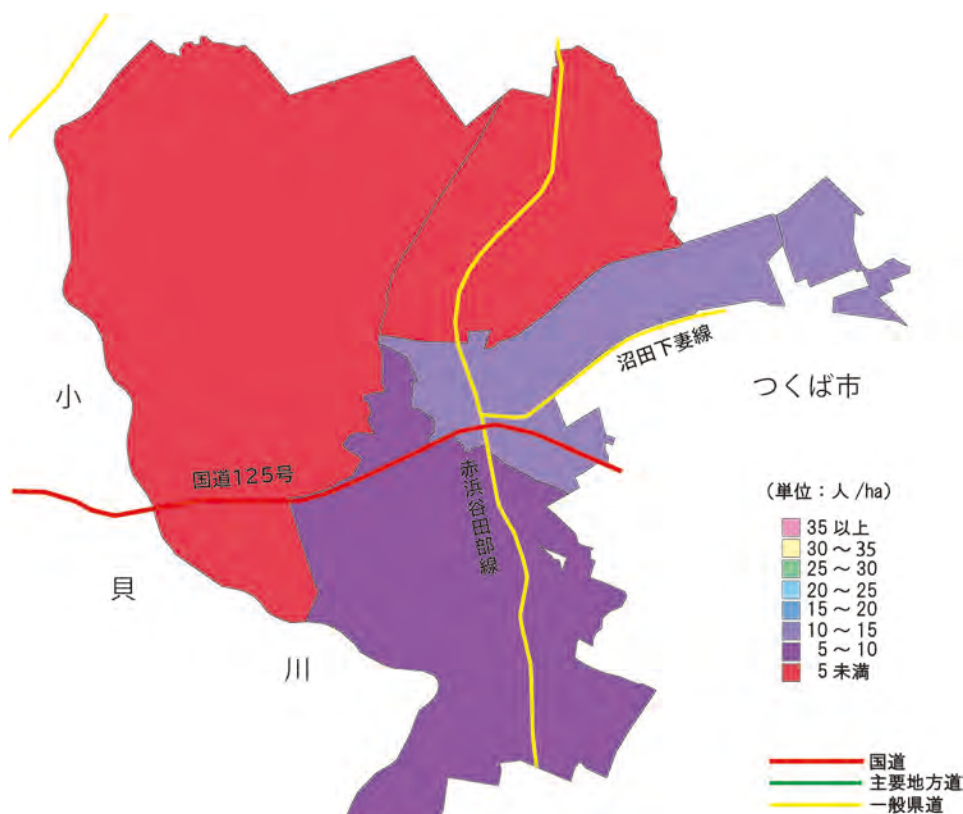 沼田下妻線
つくば市
小
国道125号
赤浜谷田部線
貝
川
(単位:人/ha)
35以上
30～35
25～30
20～25
15～20
10～15
5～10
5未満
国道
主要地方道
一般県道